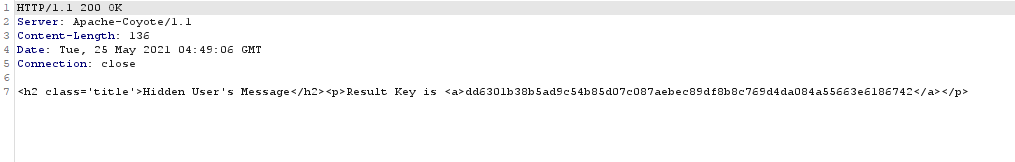 1 HTTP/1.1 200 OK
2 Server: Apache-Coyote/1.1
3 Content-Length: 136
4 Date: Tue, 25 May 2021 04:49:06 GMT
5 Connection: close
6
7 <h2 class='title'>Hidden User's Message</h2><p>Result Key is <a>dd6301b38b5ad9c54b85d07c087aebec89df8b8c769d4da084a55663e6186742</a></p>